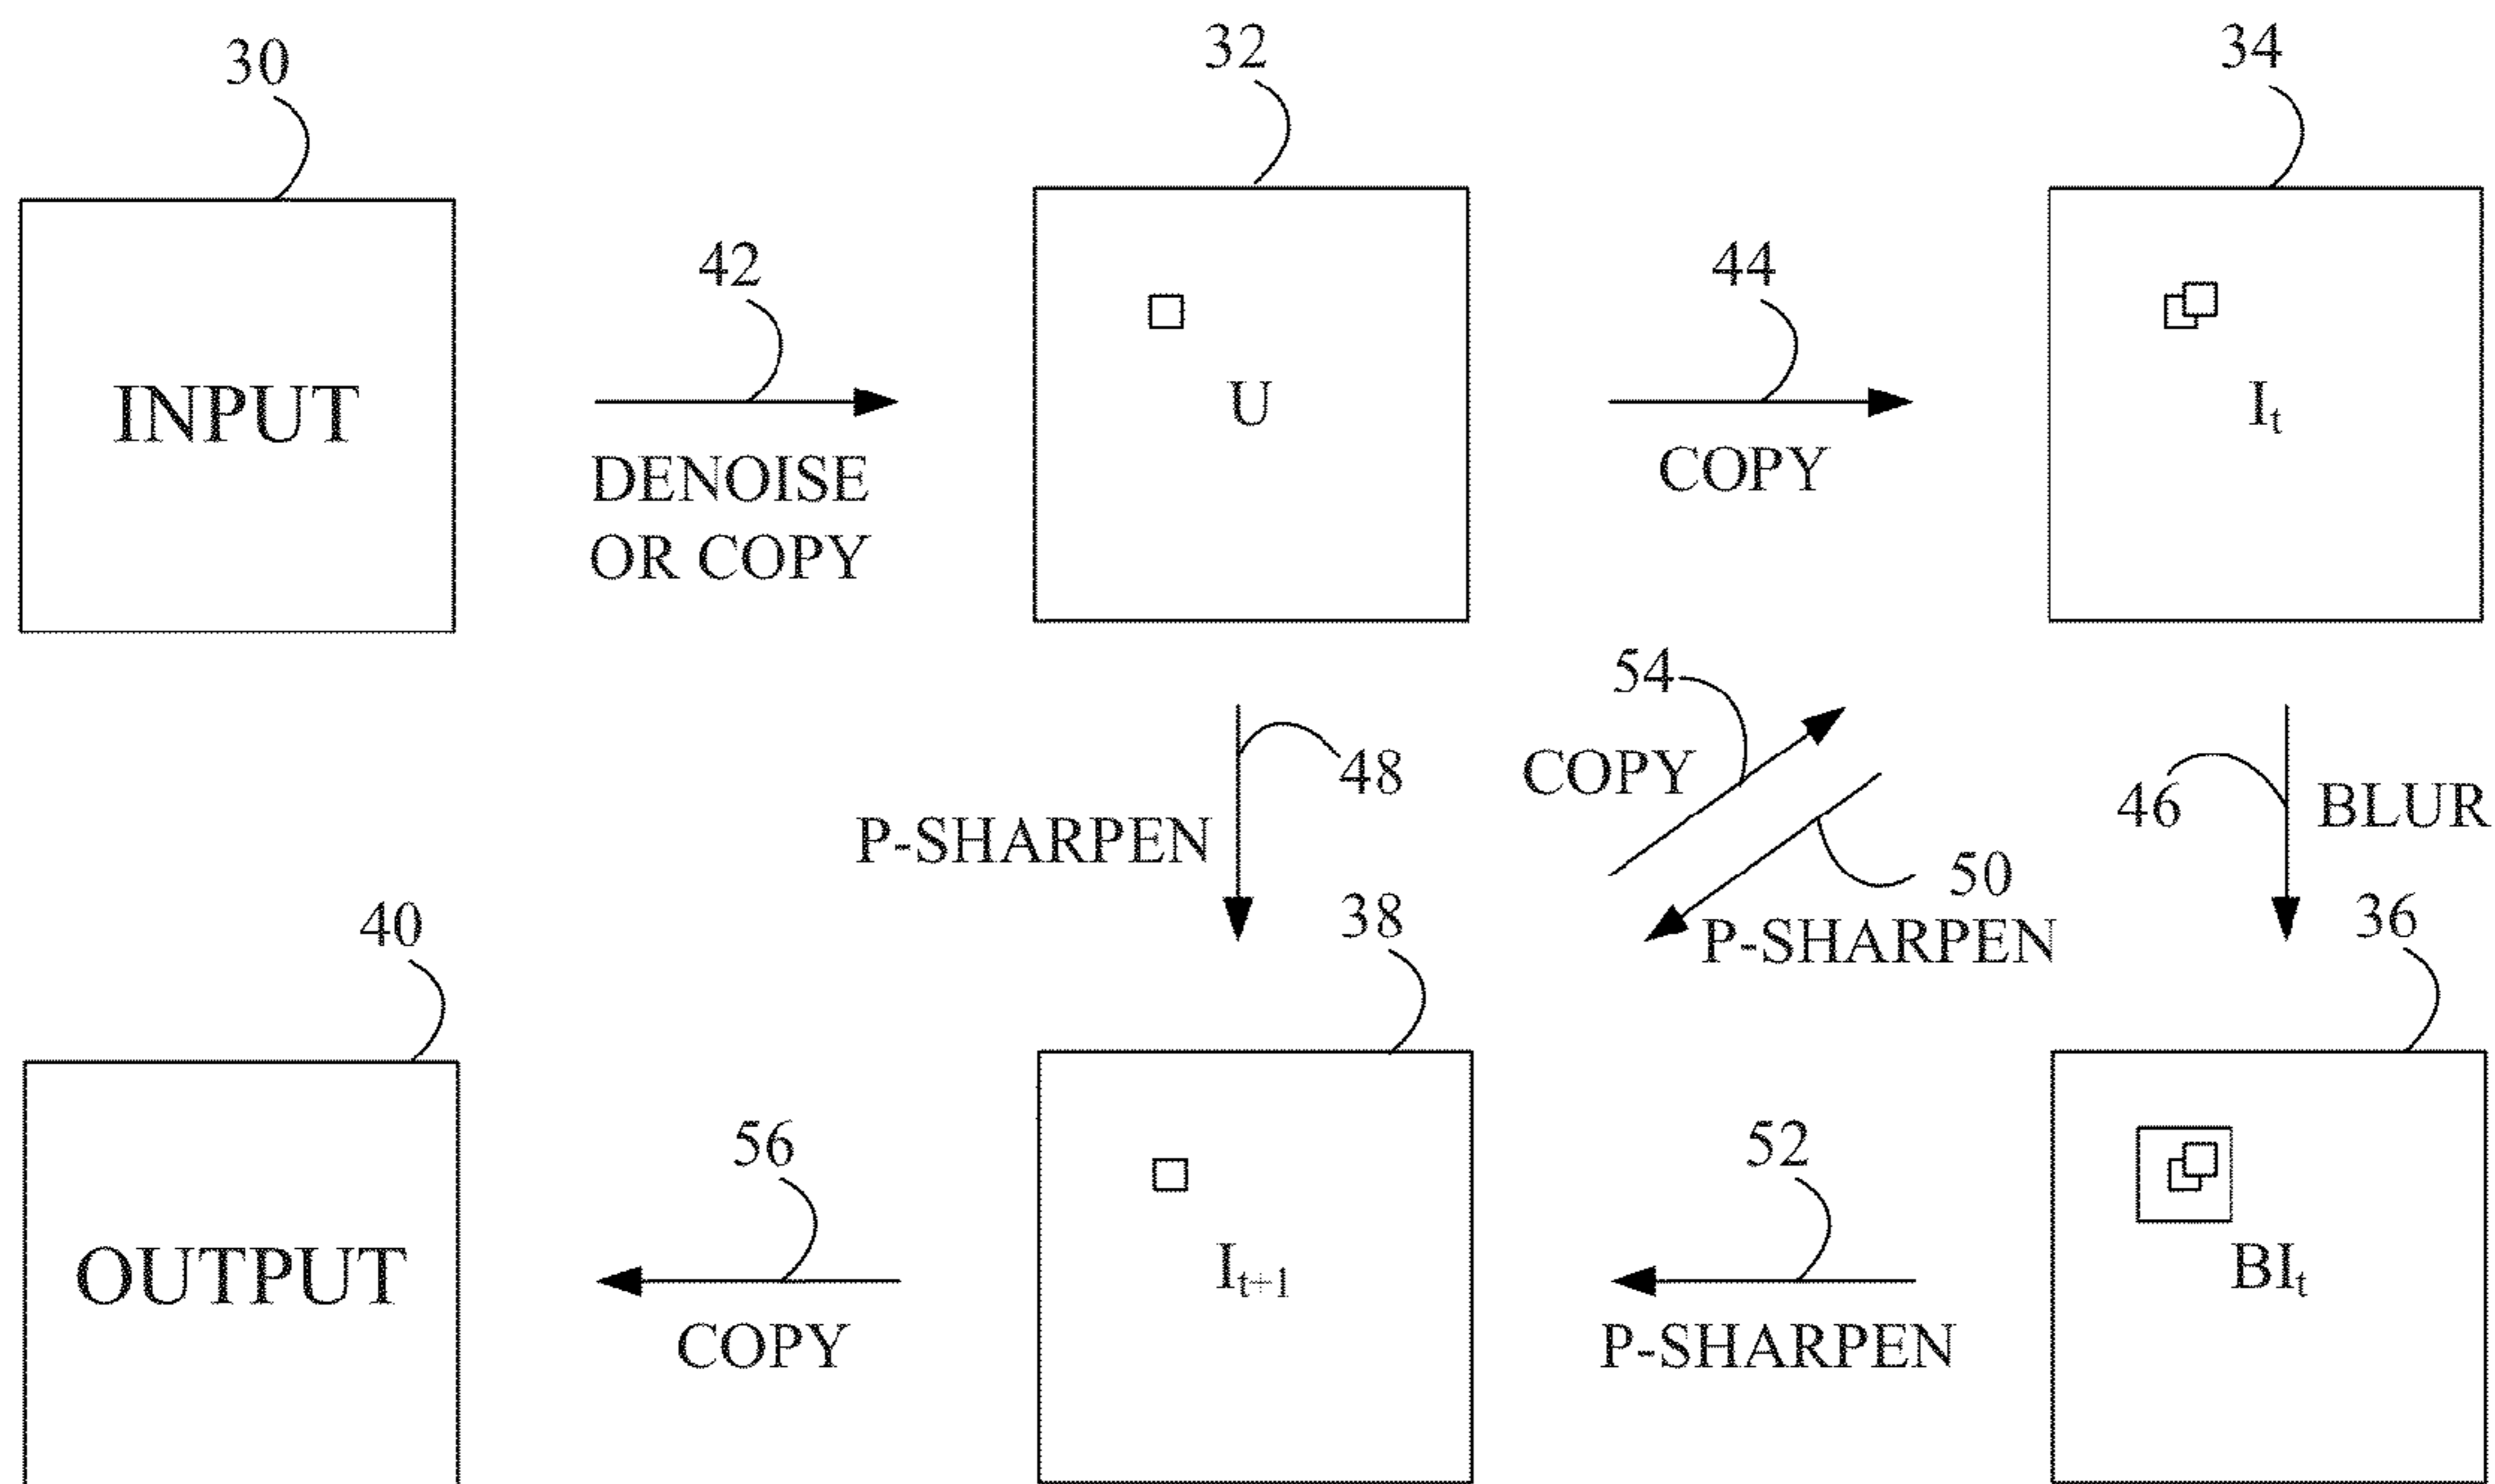 30
32
34
42
44
INPUT
U
Iₜ
DENOISE
OR COPY
COPY
54
48
COPY
46
BLUR
P-SHARPEN
50
P-SHARPEN
40
38
36
56
52
OUTPUT
Iₜ₊₁
BIₜ
COPY
P-SHARPEN